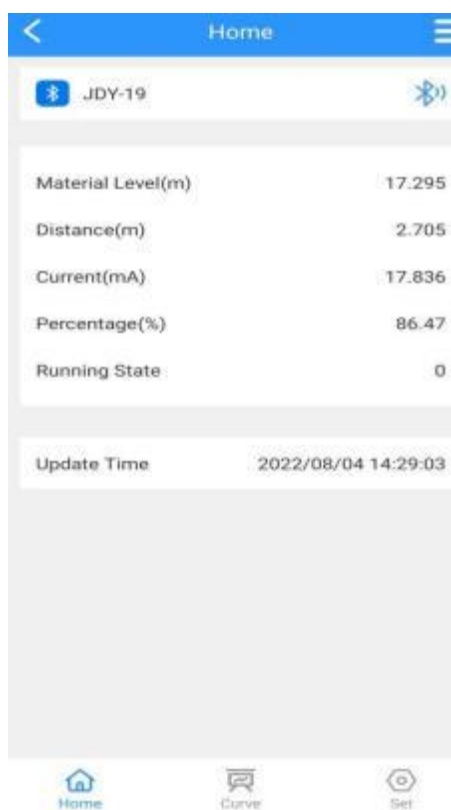 Home
JDY-19
Material Level(m) 17.295
Distance(m) 2.705
Current(mA) 17.836
Percentage(%) 86.47
Running State 0
Update Time 2022/08/04 14:29:03
Home Curve Set